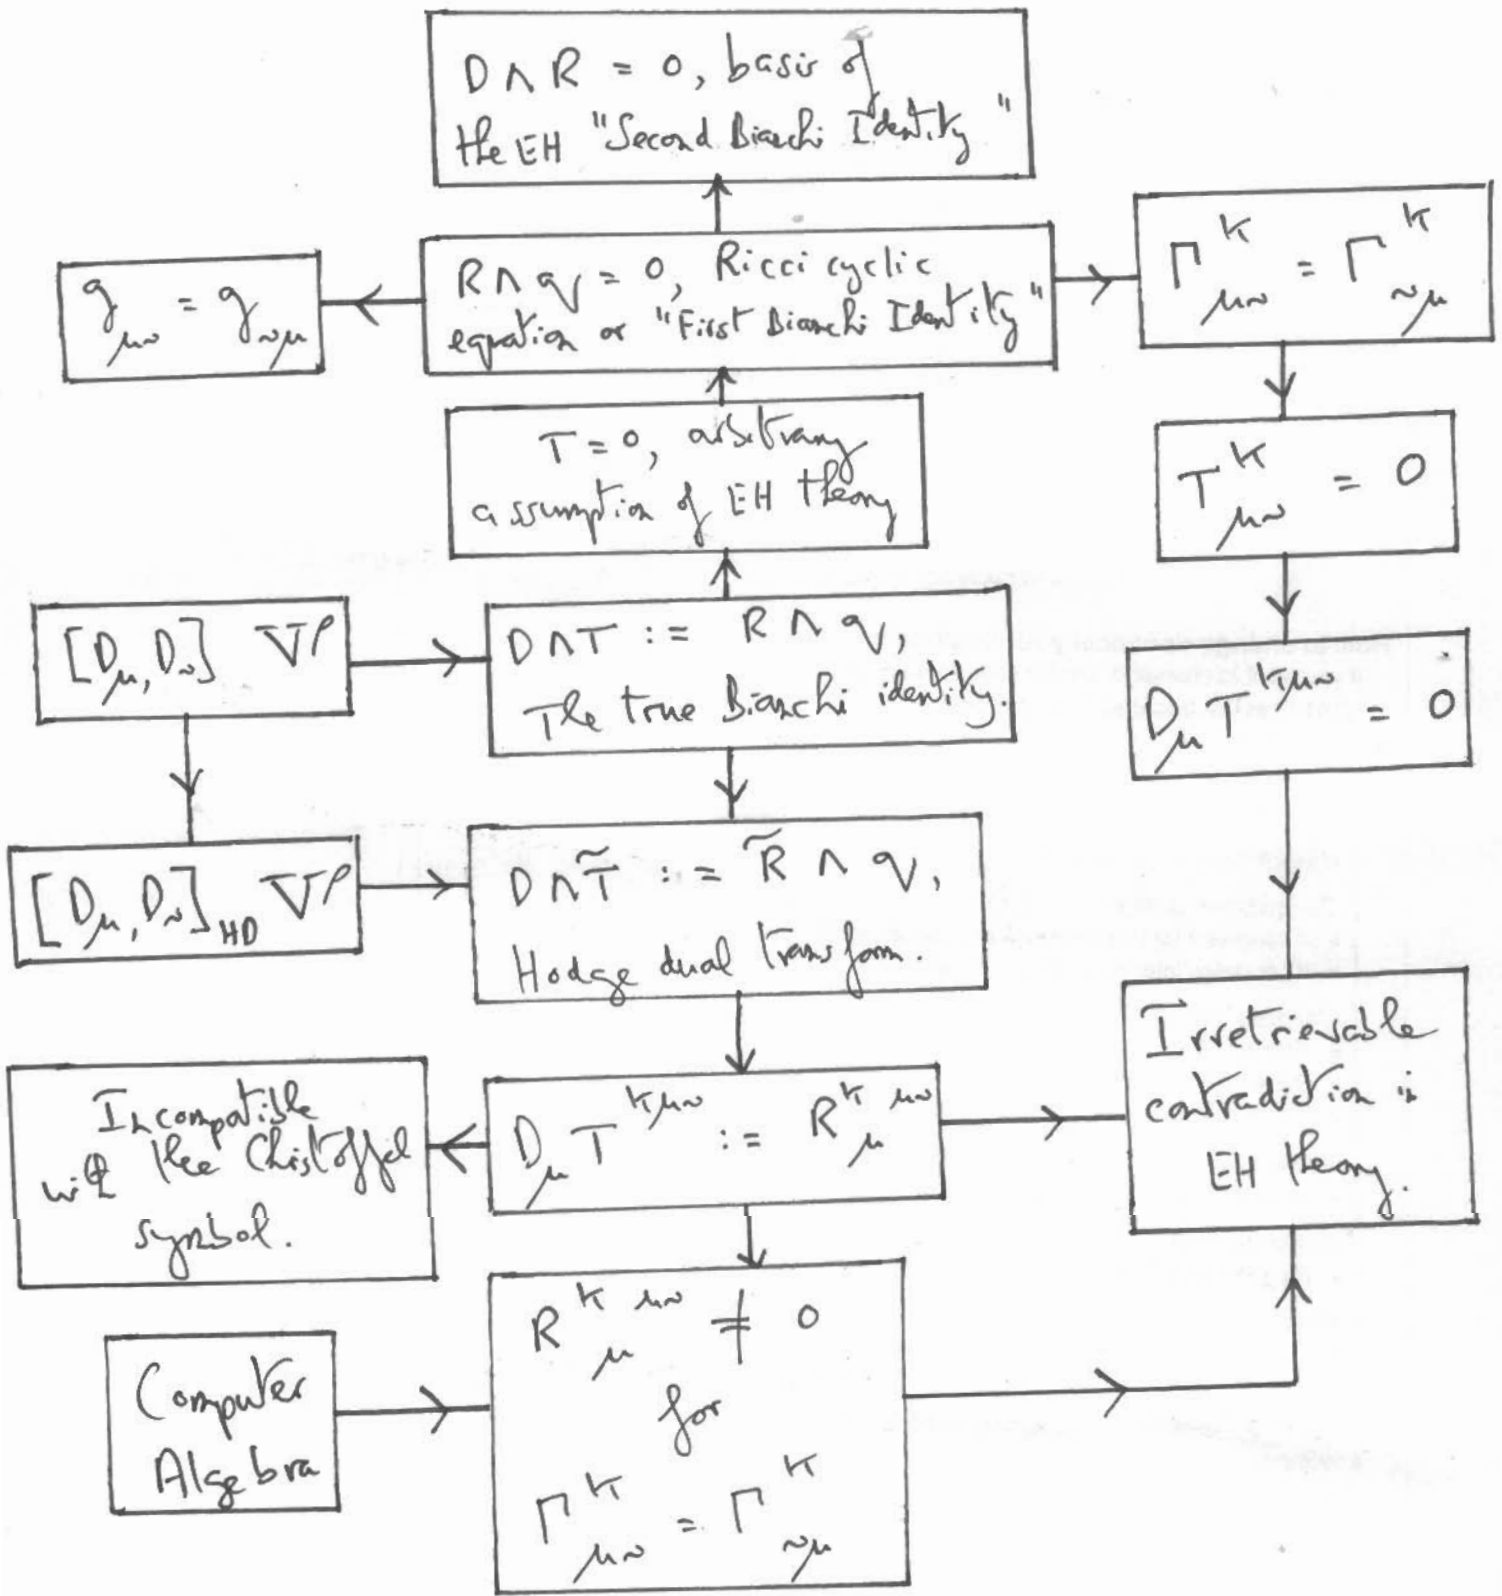 D ∧ R = 0, basis of
the EH "Second Bianchi Identity"
g_μν = g_νμ
R ∧ q = 0, Ricci cyclic
equation or "First Bianchi Identity"
Γ^κ_μν = Γ^κ_νμ
T = 0, arbitrary
assumption of EH theory
T^κ_μν = 0
[D_μ, D_ν] V^ρ
D ∧ T := R ∧ q,
The true Bianchi identity.
D_μ T^κμν = 0
[D_μ, D_ν]_HD V^ρ
D ∧ T̃ := R̃ ∧ q,
Hodge dual transform.
Incompatible
with the Christoffel
symbol.
D_μ T^κμν := R^κ_μ^μν
Irretrievable
contradiction in
EH theory.
Computer
Algebra
R^κ_μ^μν ≠ 0
for
Γ^κ_μν = Γ^κ_νμ